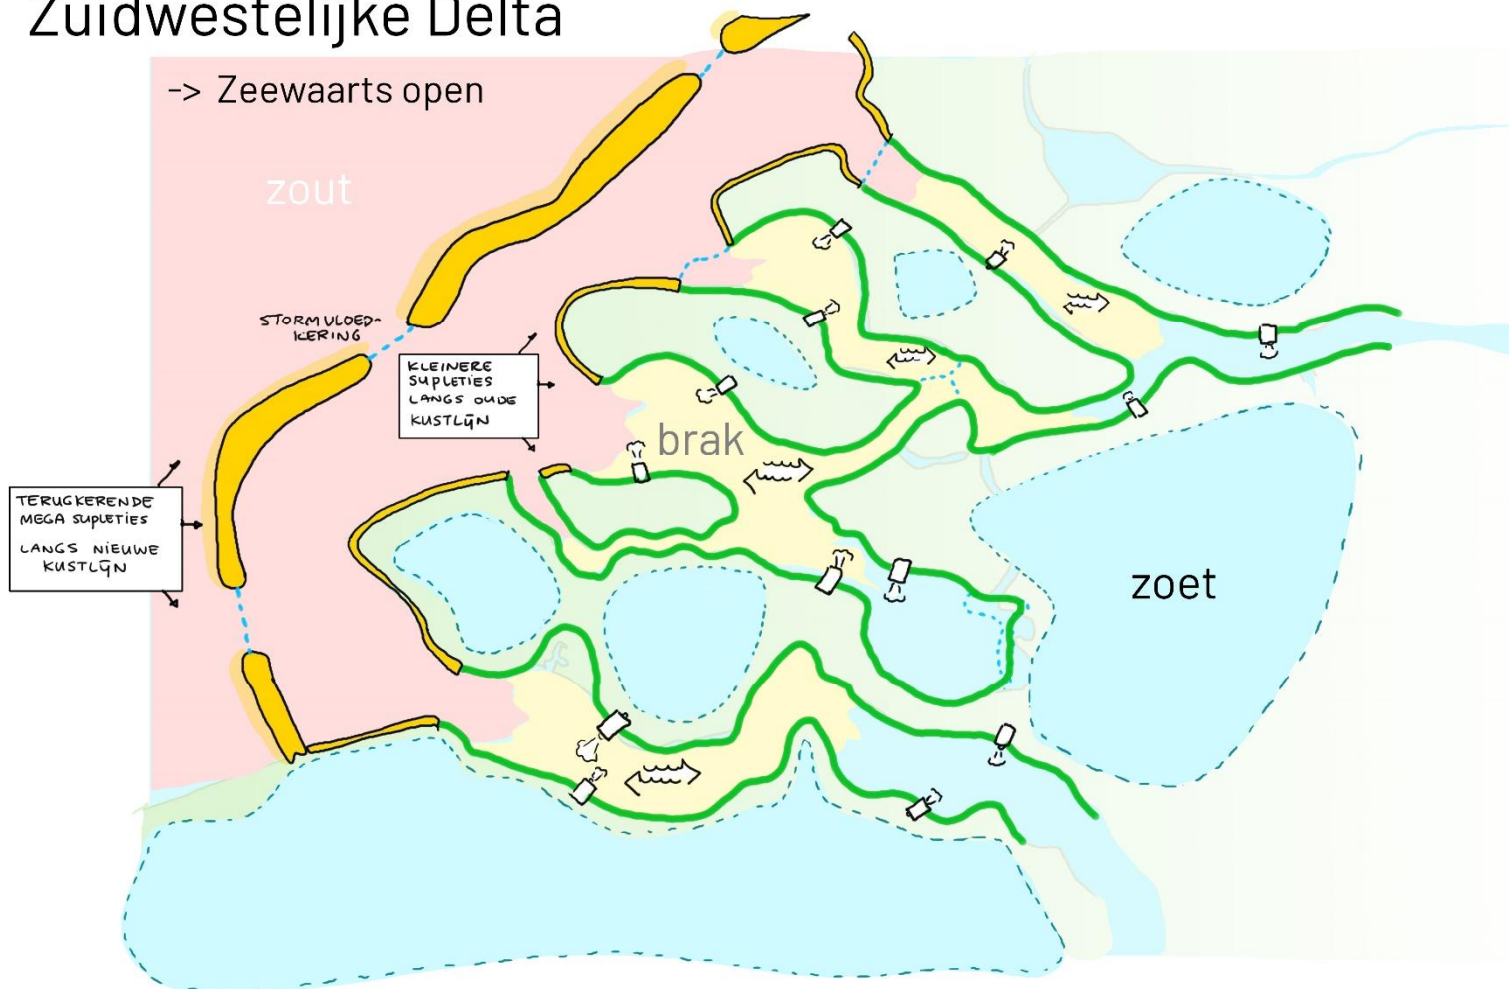 Zuidwestelijke Delta
-> Zeewaarts open
zout
STORMVLOED-
KERING
KLEINERE
SUPLETIES
LANGS OUDE
KUSTLIJN
brak
TERUGKERENDE
MEGA SUPLETIES
LANGS NIEUWE
KUSTLIJN
zoet